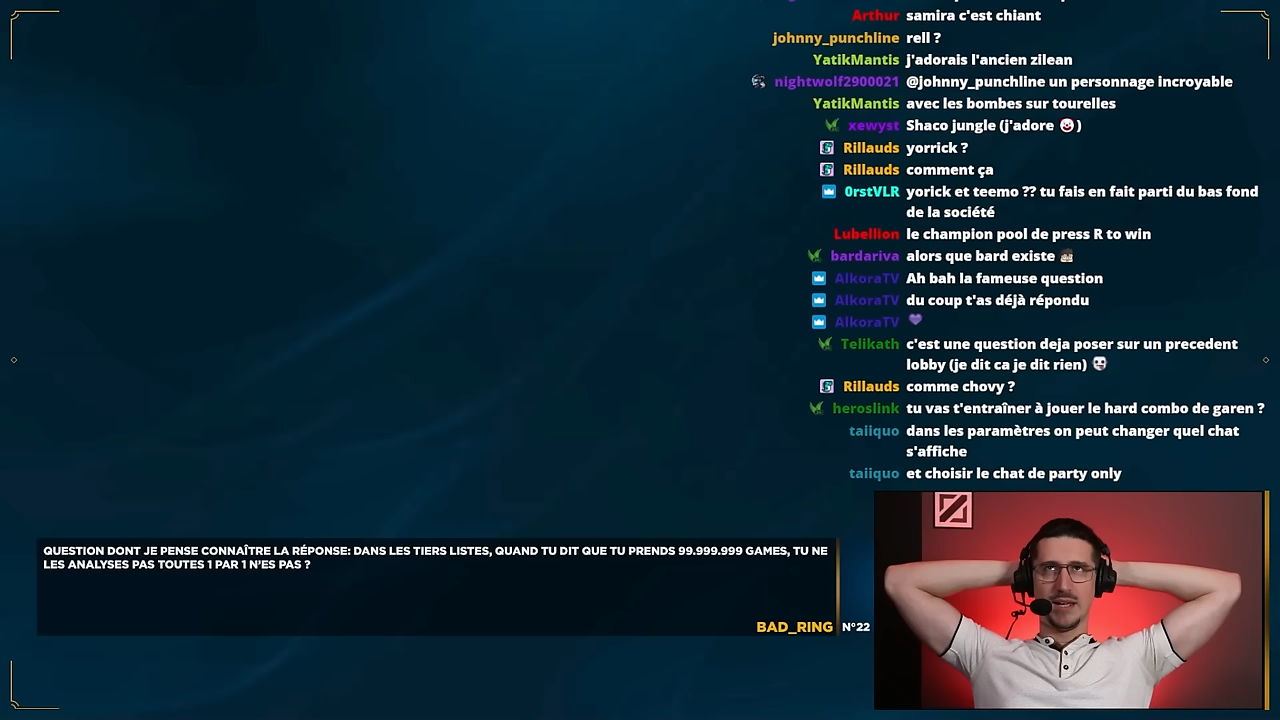 Arthur samira c'est chiant
johnny_punchline rell ?
YatikMantis j'adorais l'ancien zilean
nightwolf2900021 @johnny_punchline un personnage incroyable
YatikMantis avec les bombes sur tourelles
xewyst Shaco jungle (j'adore 🤡)
Rillauds yorrick ?
Rillauds comment ça
0rstVLR yorick et teemo ?? tu fais en fait parti du bas fond
de la société
Lubellion le champion pool de press R to win
bardariva alors que bard existe
AlkoraTV Ah bah la fameuse question
AlkoraTV du coup t'as déjà répondu
AlkoraTV 💜
Telikath c'est une question deja poser sur un precedent
lobby (je dit ca je dit rien)
Rillauds comme chovy ?
heroslink tu vas t'entraîner à jouer le hard combo de garen ?
taiiquo dans les paramètres on peut changer quel chat
s'affiche
taiiquo et choisir le chat de party only
QUESTION DONT JE PENSE CONNAÎTRE LA RÉPONSE: DANS LES TIERS LISTES, QUAND TU DIT QUE TU PRENDS 99.999.999 GAMES, TU NE
LES ANALYSES PAS TOUTES 1 PAR 1 N'ES PAS ?
BAD_RING N°22